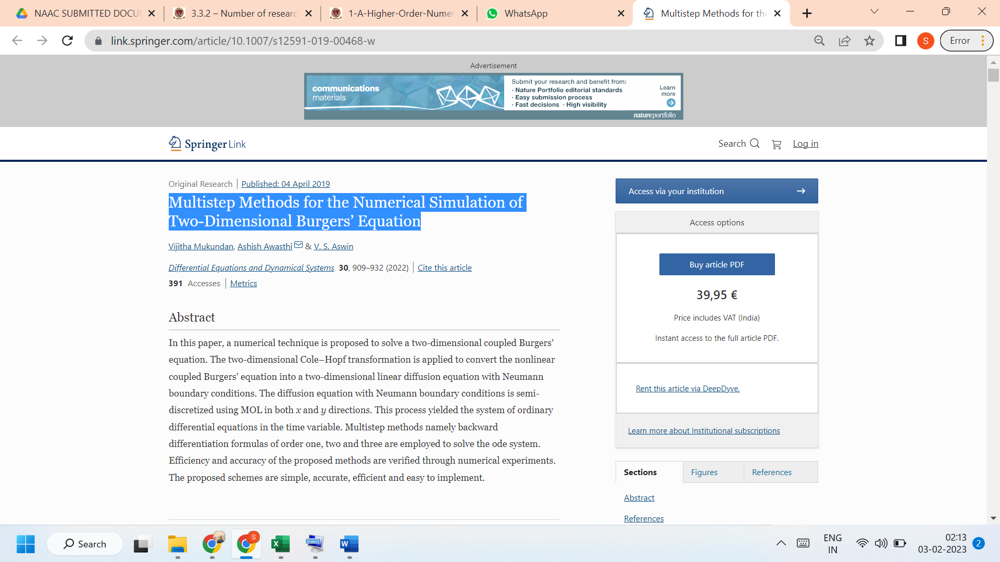 NAAC SUBMITTED DOCU
3.3.2 – Number of researc
1-A-Higher-Order-Numer
WhatsApp
Multistep Methods for the
link.springer.com/article/10.1007/s12591-019-00468-w
S
Error
Advertisement
communications
materials
Submit your research and benefit from:
· Nature Portfolio editorial standards
· Easy submission process
· Fast decisions · High visibility
Learn
more
natureportfolio
Springer Link
Search
Log in
Original Research
Published: 04 April 2019
Multistep Methods for the Numerical Simulation of
Two-Dimensional Burgers’ Equation
Vijitha Mukundan, Ashish Awasthi & V. S. Aswin
Differential Equations and Dynamical Systems 30, 909–932 (2022) Cite this article
391 Accesses Metrics
Abstract
In this paper, a numerical technique is proposed to solve a two-dimensional coupled Burgers’
equation. The two-dimensional Cole–Hopf transformation is applied to convert the nonlinear
coupled Burgers’ equation into a two-dimensional linear diffusion equation with Neumann
boundary conditions. The diffusion equation with Neumann boundary conditions is semi-
discretized using MOL in both x and y directions. This process yielded the system of ordinary
differential equations in the time variable. Multistep methods namely backward
differentiation formulas of order one, two and three are employed to solve the ode system.
Efficiency and accuracy of the proposed methods are verified through numerical experiments.
The proposed schemes are simple, accurate, efficient and easy to implement.
Access via your institution
Access options
Buy article PDF
39,95 €
Price includes VAT (India)
Instant access to the full article PDF.
Rent this article via DeepDyve.
Learn more about Institutional subscriptions
Sections
Figures
References
Abstract
References
Search
S
X
W
ENG
IN
02:13
03-02-2023
2